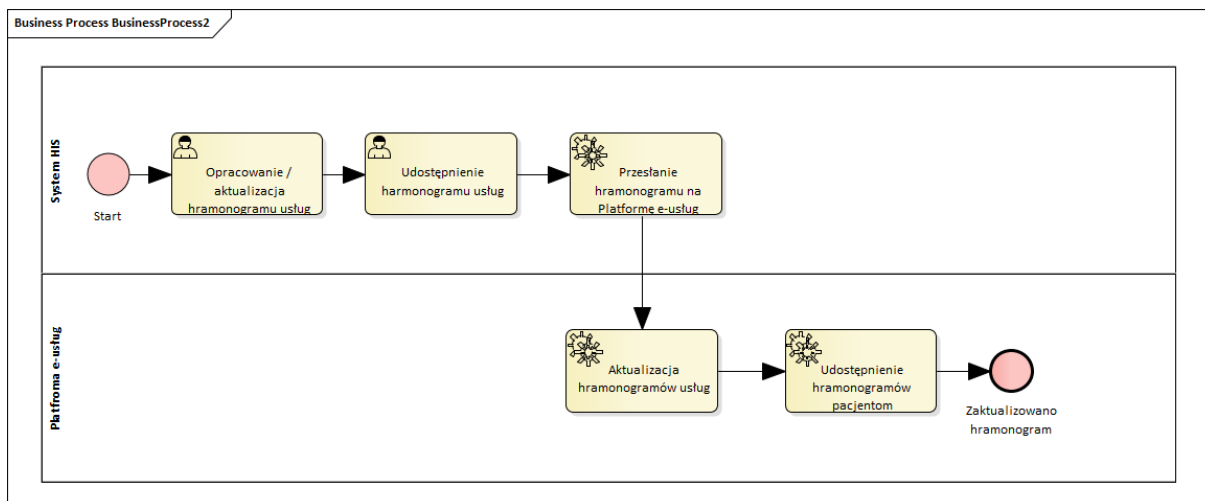 Business Process BusinessProcess2
System HIS
Start
Opracowanie /
aktualizacja
hramonogramu usług
Udostępnienie
harmonogramu usług
Przesłanie
hramonogramu na
Platformę e-usług
Platfroma e-usług
Aktualizacja
hramonogramów usług
Udostępnienie
hramonogramów
pacjentom
Zaktualizowano
hramonogram